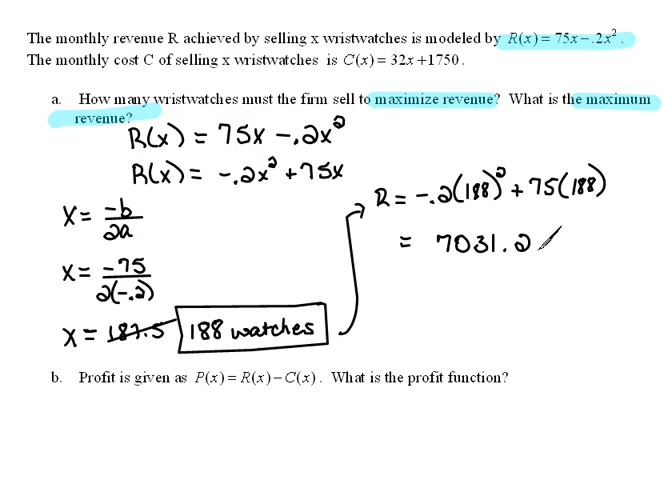 The monthly revenue R achieved by selling x wristwatches is modeled by R(x) = 75x − .2x².
The monthly cost C of selling x wristwatches is C(x) = 32x + 1750.
a. How many wristwatches must the firm sell to maximize revenue? What is the maximum
revenue?
R(x) = 75x − .2x²
R(x) = −.2x² + 75x
x = −b/2a
x = −75/2(−.2)
x = 187.5 188 watches
R = −.2(188)² + 75(188)
= 7031.2
b. Profit is given as P(x) = R(x) − C(x). What is the profit function?